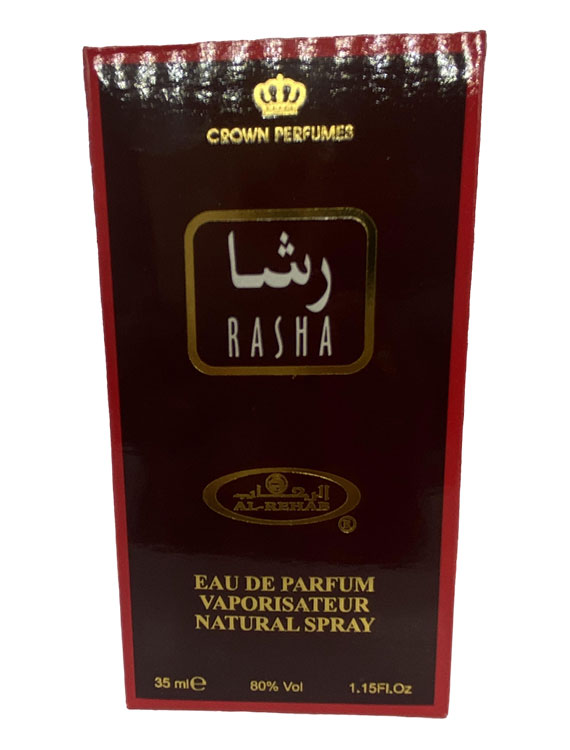 CROWN PERFUMES
رشا
RASHA
الرحاب
AL-REHAB
®
EAU DE PARFUM
VAPORISATEUR
NATURAL SPRAY
35 ml℮ 80% Vol 1.15Fl.Oz